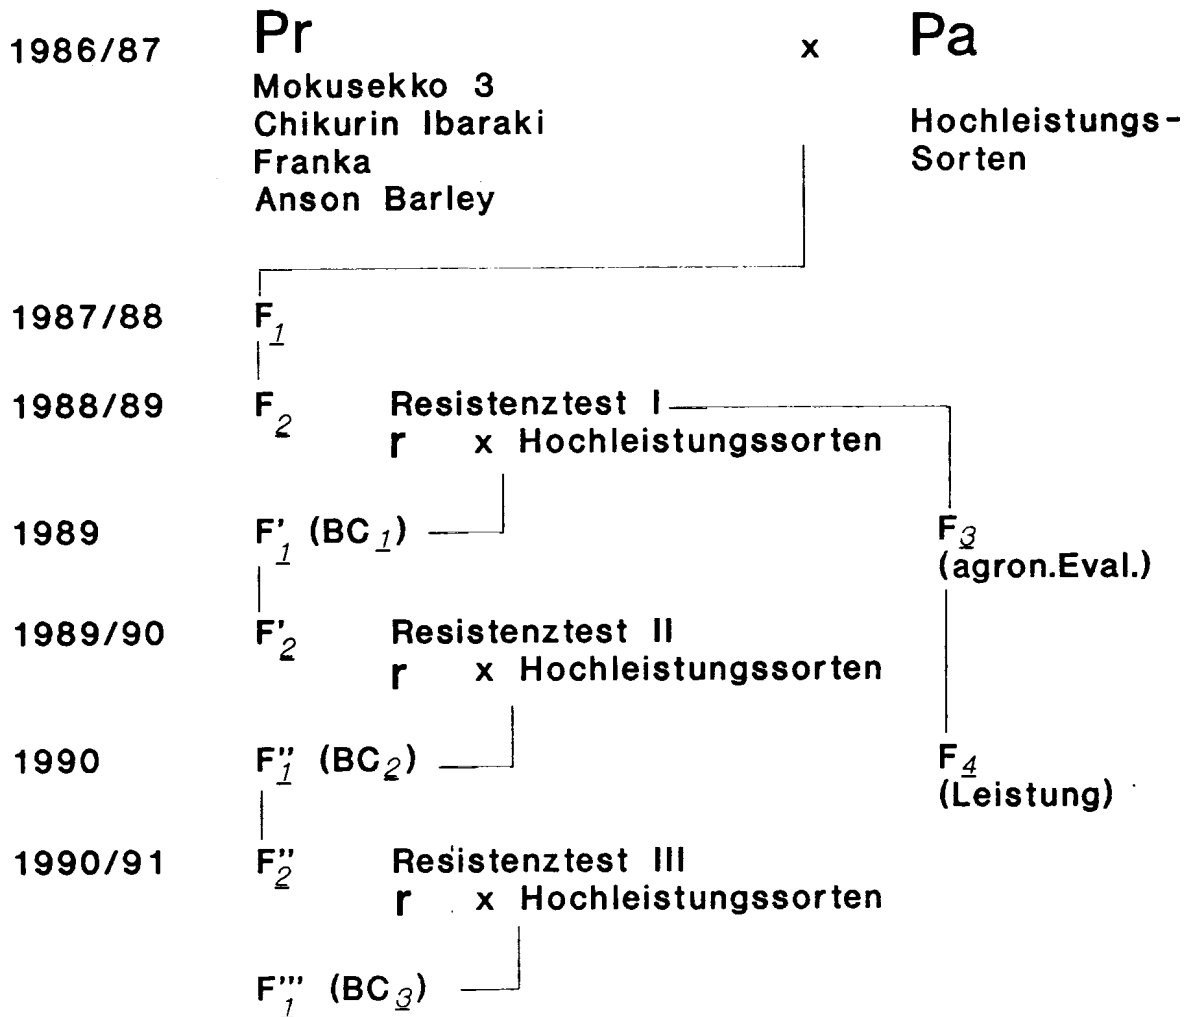 1986/87 Pr x Pa
Mokusekko 3
Chikurin Ibaraki
Franka
Anson Barley
Hochleistungs-
Sorten
1987/88 F1
1988/89 F2 Resistenztest I
r x Hochleistungssorten
1989 F'1 (BC1) F3
(agron.Eval.)
1989/90 F'2 Resistenztest II
r x Hochleistungssorten
1990 F''1 (BC2) F4
(Leistung)
1990/91 F''2 Resistenztest III
r x Hochleistungssorten
F'''1 (BC3)